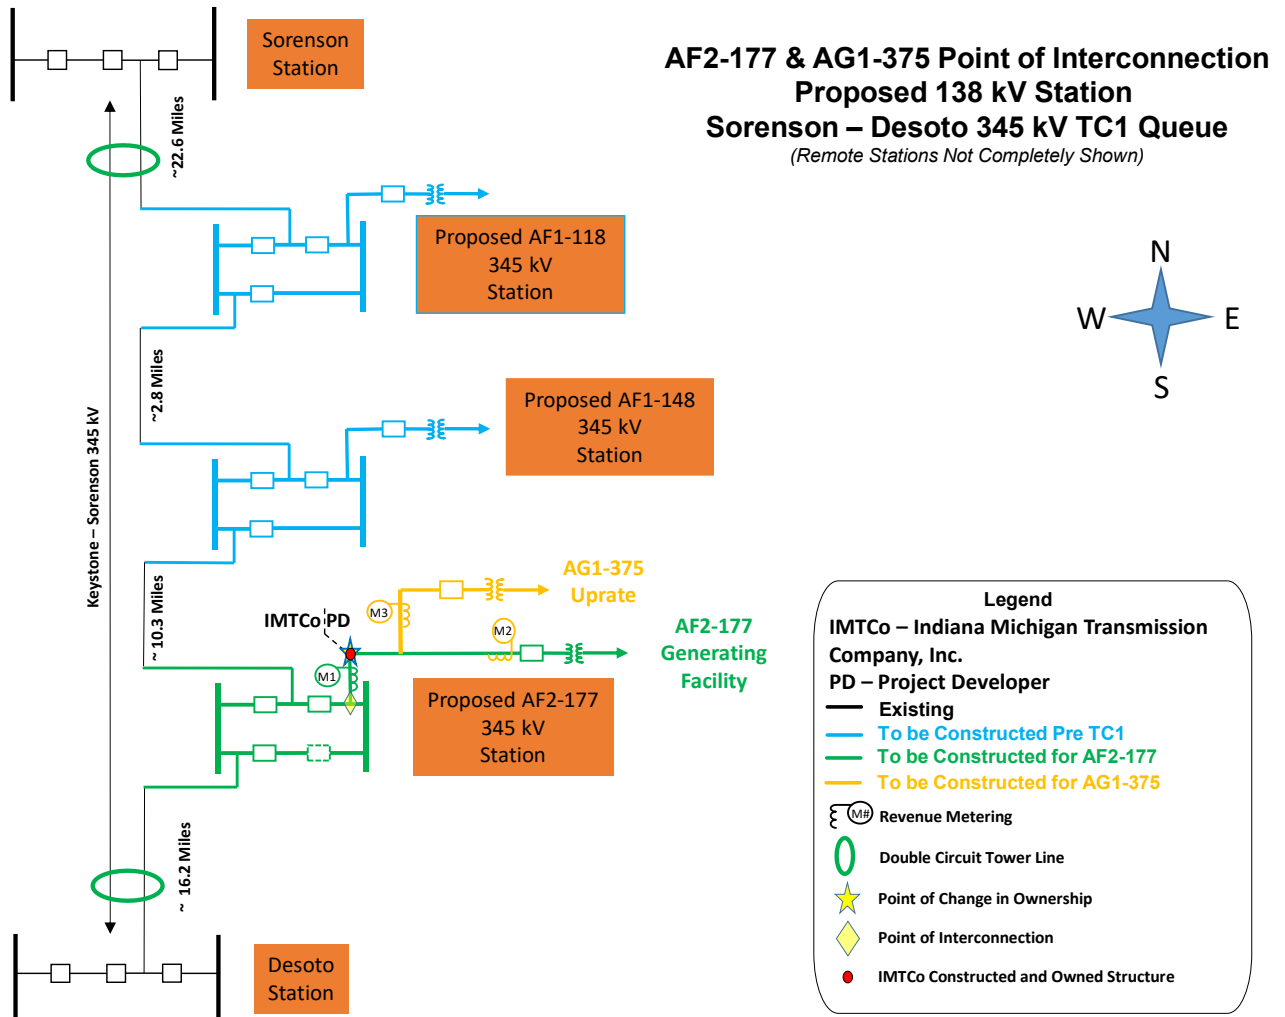 Sorenson
Station
AF2-177 & AG1-375 Point of Interconnection
Proposed 138 kV Station
Sorenson – Desoto 345 kV TC1 Queue
(Remote Stations Not Completely Shown)
~22.6 Miles
Proposed AF1-118
345 kV
Station
N
W
E
S
~2.8 Miles
Keystone – Sorenson 345 kV
Proposed AF1-148
345 kV
Station
~ 10.3 Miles
AG1-375
Uprate
M3
IMTCo PD
M2
AF2-177
Generating
Facility
M1
Proposed AF2-177
345 kV
Station
~ 16.2 Miles
Desoto
Station
Legend
IMTCo – Indiana Michigan Transmission
Company, Inc.
PD – Project Developer
Existing
To be Constructed Pre TC1
To be Constructed for AF2-177
To be Constructed for AG1-375
M# Revenue Metering
Double Circuit Tower Line
Point of Change in Ownership
Point of Interconnection
IMTCo Constructed and Owned Structure